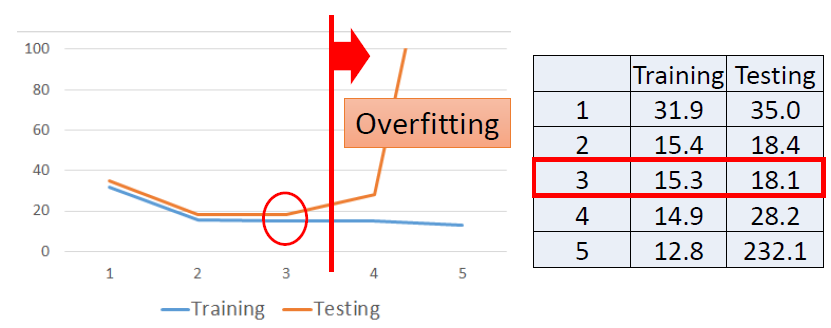 100
80
60
40
20
0
1 2 3 4 5
Training Testing
Overfitting
Training Testing
1 31.9 35.0
2 15.4 18.4
3 15.3 18.1
4 14.9 28.2
5 12.8 232.1